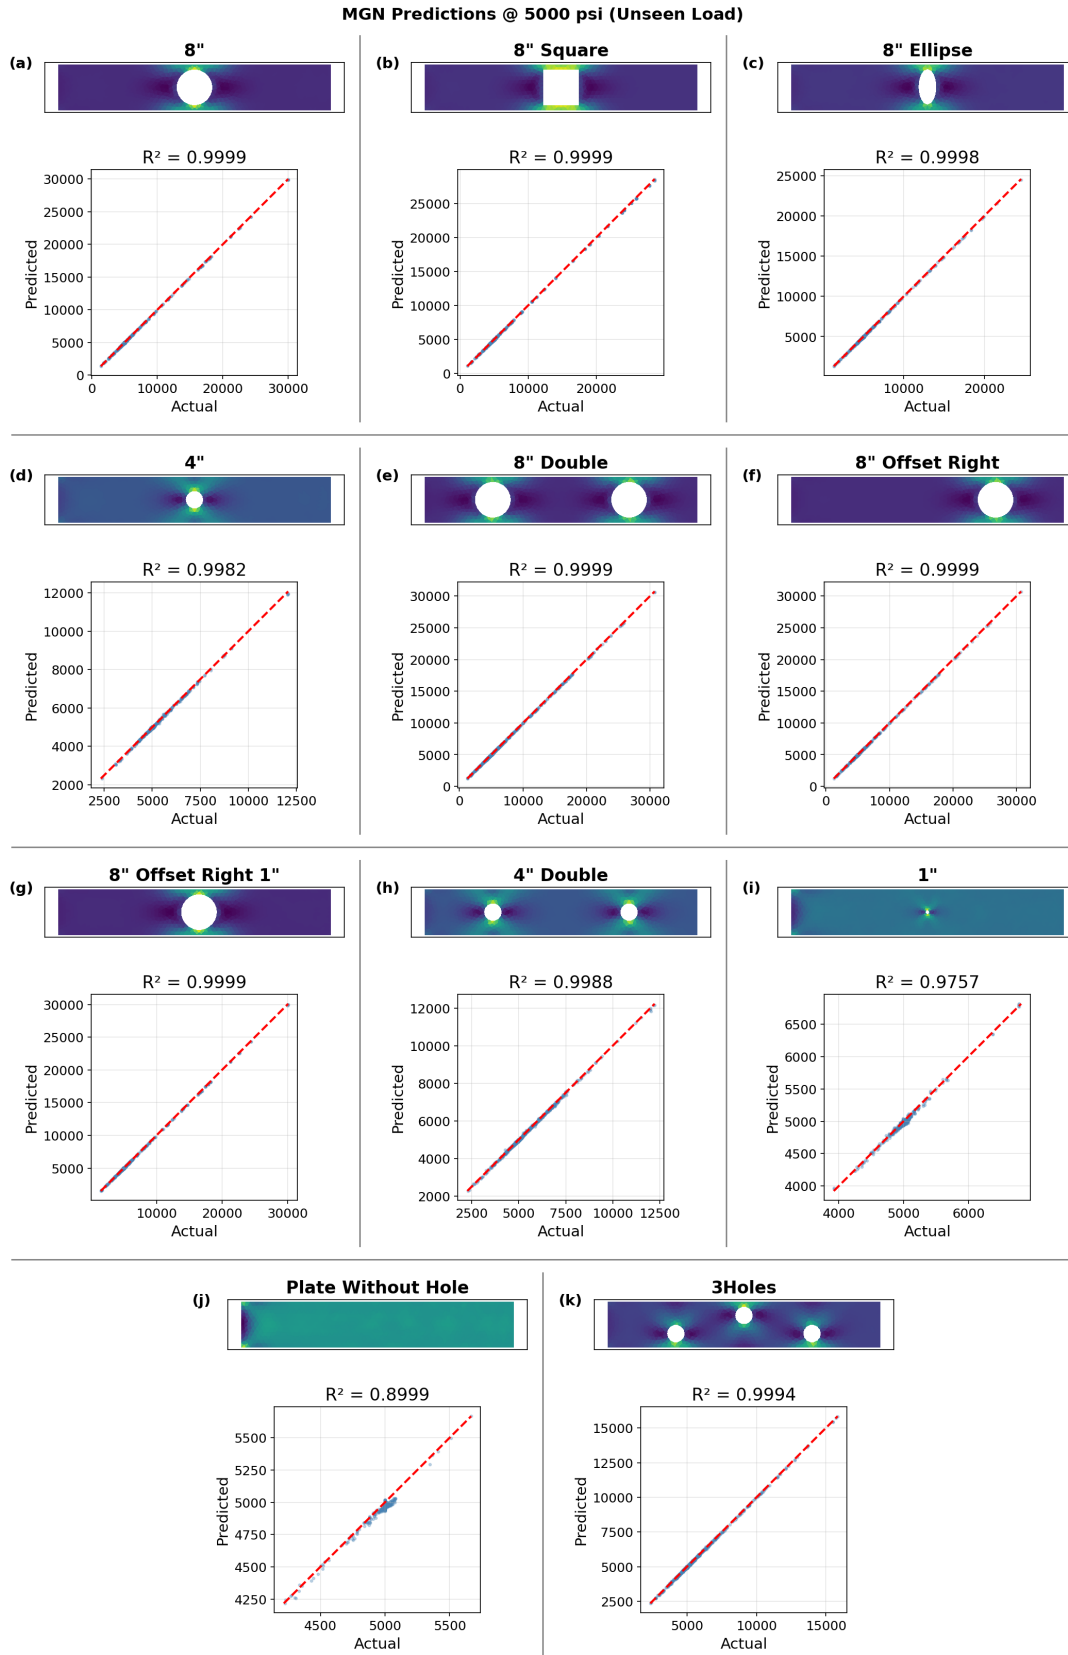 MGN Predictions @ 5000 psi (Unseen Load)
(a)
8"
(b)
8" Square
(c)
8" Ellipse
R² = 0.9999
30000
25000
20000
15000
10000
5000
0
Predicted
0 10000 20000 30000
Actual
R² = 0.9999
25000
20000
15000
10000
5000
0
Predicted
0 10000 20000
Actual
R² = 0.9998
25000
20000
15000
10000
5000
Predicted
10000 20000
Actual
(d)
4"
(e)
8" Double
(f)
8" Offset Right
R² = 0.9982
12000
10000
8000
6000
4000
2000
Predicted
2500 5000 7500 10000 12500
Actual
R² = 0.9999
30000
25000
20000
15000
10000
5000
0
Predicted
0 10000 20000 30000
Actual
R² = 0.9999
30000
25000
20000
15000
10000
5000
0
Predicted
0 10000 20000 30000
Actual
(g)
8" Offset Right 1"
(h)
4" Double
(i)
1"
R² = 0.9999
30000
25000
20000
15000
10000
5000
Predicted
10000 20000 30000
Actual
R² = 0.9988
12000
10000
8000
6000
4000
2000
Predicted
2500 5000 7500 10000 12500
Actual
R² = 0.9757
6500
6000
5500
5000
4500
4000
Predicted
4000 5000 6000
Actual
(j)
Plate Without Hole
(k)
3Holes
R² = 0.8999
5500
5250
5000
4750
4500
4250
Predicted
4500 5000 5500
Actual
R² = 0.9994
15000
12500
10000
7500
5000
2500
Predicted
5000 10000 15000
Actual